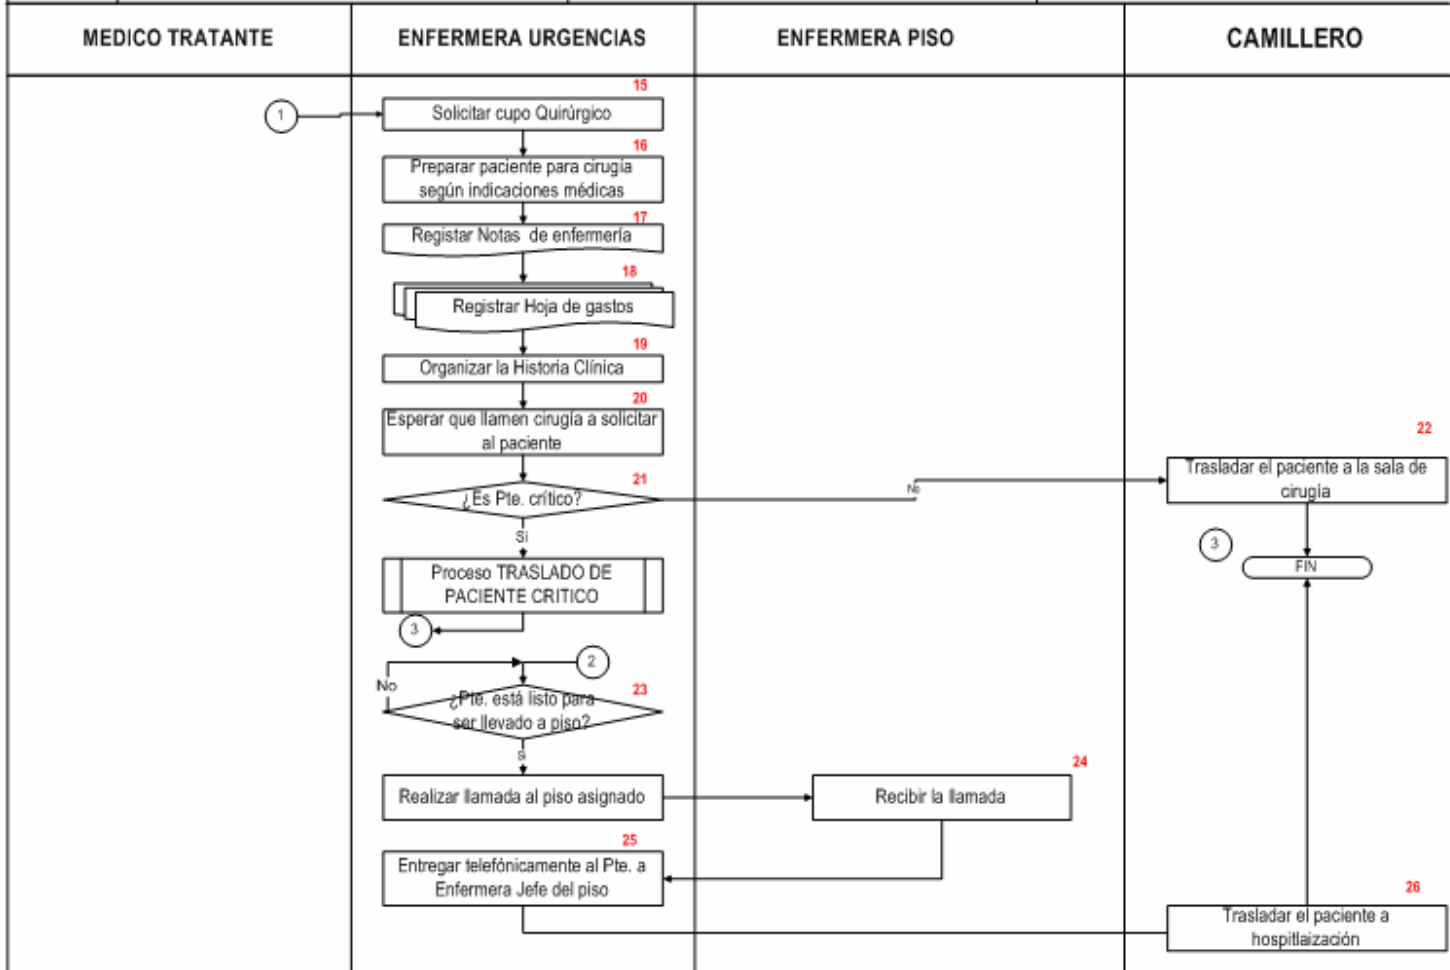 MEDICO TRATANTE
ENFERMERA URGENCIAS
ENFERMERA PISO
CAMILLERO
15
1
Solicitar cupo Quirúrgico
16
Preparar paciente para cirugía
según indicaciones médicas
17
Registar Notas de enfermería
18
Registrar Hoja de gastos
19
Organizar la Historia Clínica
20
Esperar que llamen cirugía a solicitar
al paciente
21
¿Es Pte. crítico?
No
22
Trasladar el paciente a la sala de
cirugía
Si
3
FIN
Proceso TRASLADO DE
PACIENTE CRITICO
3
2
No
23
¿Pte. está listo para
ser llevado a piso?
si
24
Realizar llamada al piso asignado
Recibir la llamada
25
Entregar telefónicamente al Pte. a
Enfermera Jefe del piso
26
Trasladar el paciente a
hospitlaización